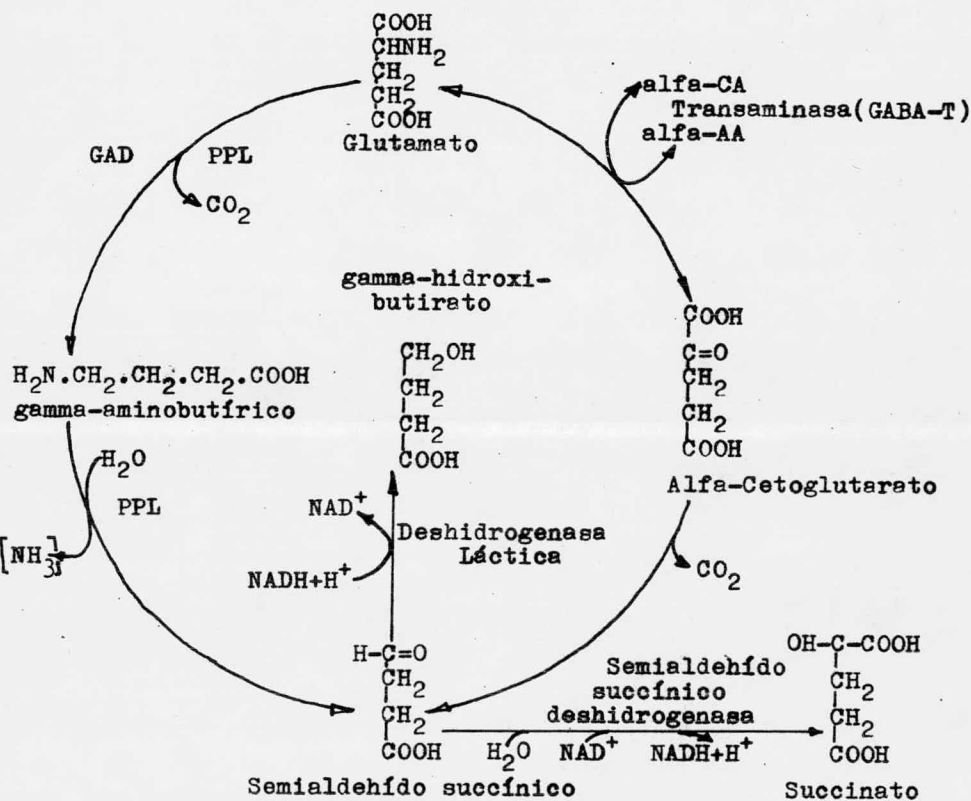 COOH
CHNH2
CH2
CH2
COOH
Glutamato
alfa-CA
Transaminasa(GABA-T)
alfa-AA
GAD PPL
CO2
gamma-hidroxi-
butirato
CH2OH
CH2
CH2
COOH
COOH
C=O
CH2
CH2
COOH
Alfa-Cetoglutarato
H2N.CH2.CH2.CH2.COOH
gamma-aminobutírico
H2O
PPL
[NH3]
NAD+
Deshidrogenasa
Láctica
NADH+H+
CO2
H-C=O
CH2
CH2
COOH
Semialdehído succínico
Semialdehído
succínico
deshidrogenasa
H2O NAD+ NADH+H+
OH-C-COOH
CH2
CH2
COOH
Succinato